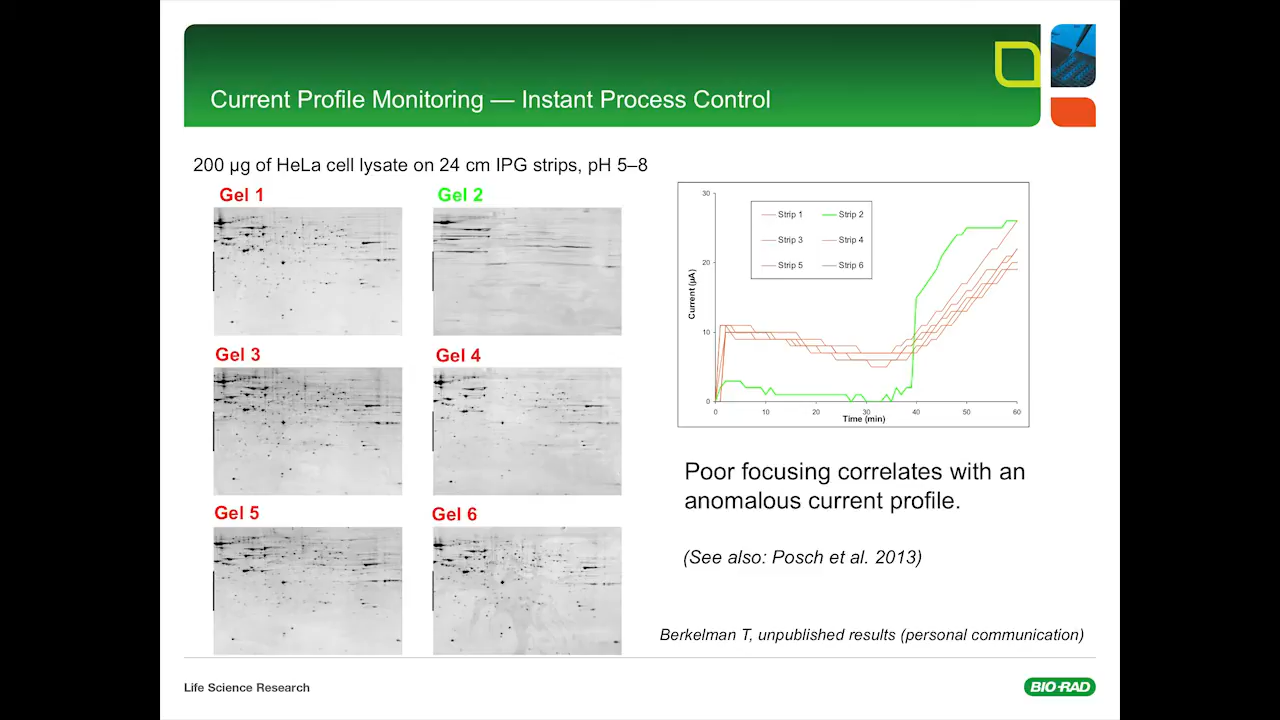 Current Profile Monitoring — Instant Process Control
200 µg of HeLa cell lysate on 24 cm IPG strips, pH 5–8
Gel 1
Gel 2
Gel 3
Gel 4
Gel 5
Gel 6
30
20
10
0
Current (µA)
Strip 1
Strip 2
Strip 3
Strip 4
Strip 5
Strip 6
0 10 20 30 40 50 60
Time (min)
Poor focusing correlates with an
anomalous current profile.
(See also: Posch et al. 2013)
Berkelman T, unpublished results (personal communication)
Life Science Research
BIO-RAD